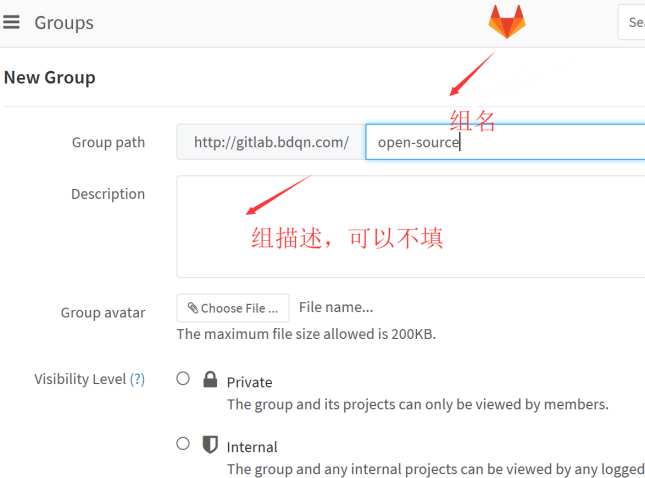 Groups
Sea
New Group
组名
Group path http://gitlab.bdqn.com/ open-source
Description
组描述，可以不填
Group avatar Choose File ... File name...
The maximum file size allowed is 200KB.
Visibility Level (?) Private
The group and its projects can only be viewed by members.
Internal
The group and any internal projects can be viewed by any logged